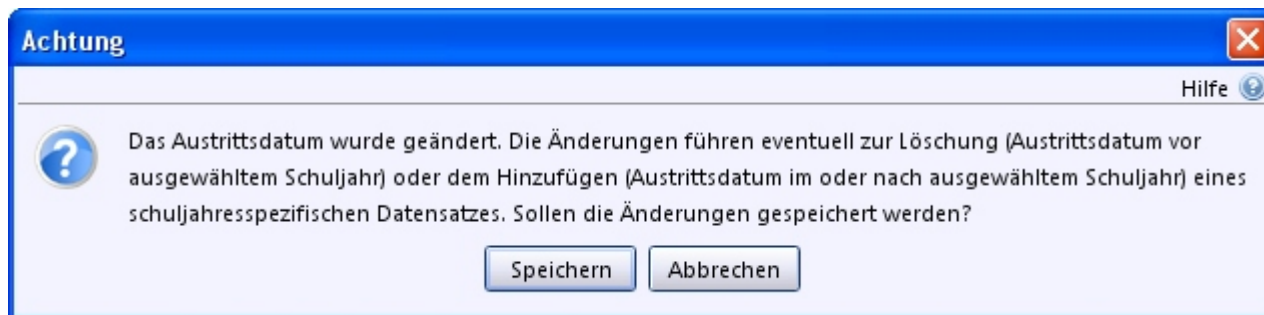 Achtung
Hilfe
Das Austrittsdatum wurde geändert. Die Änderungen führen eventuell zur Löschung (Austrittsdatum vor
ausgewähltem Schuljahr) oder dem Hinzufügen (Austrittsdatum im oder nach ausgewähltem Schuljahr) eines
schuljahresspezifischen Datensatzes. Sollen die Änderungen gespeichert werden?
Speichern Abbrechen